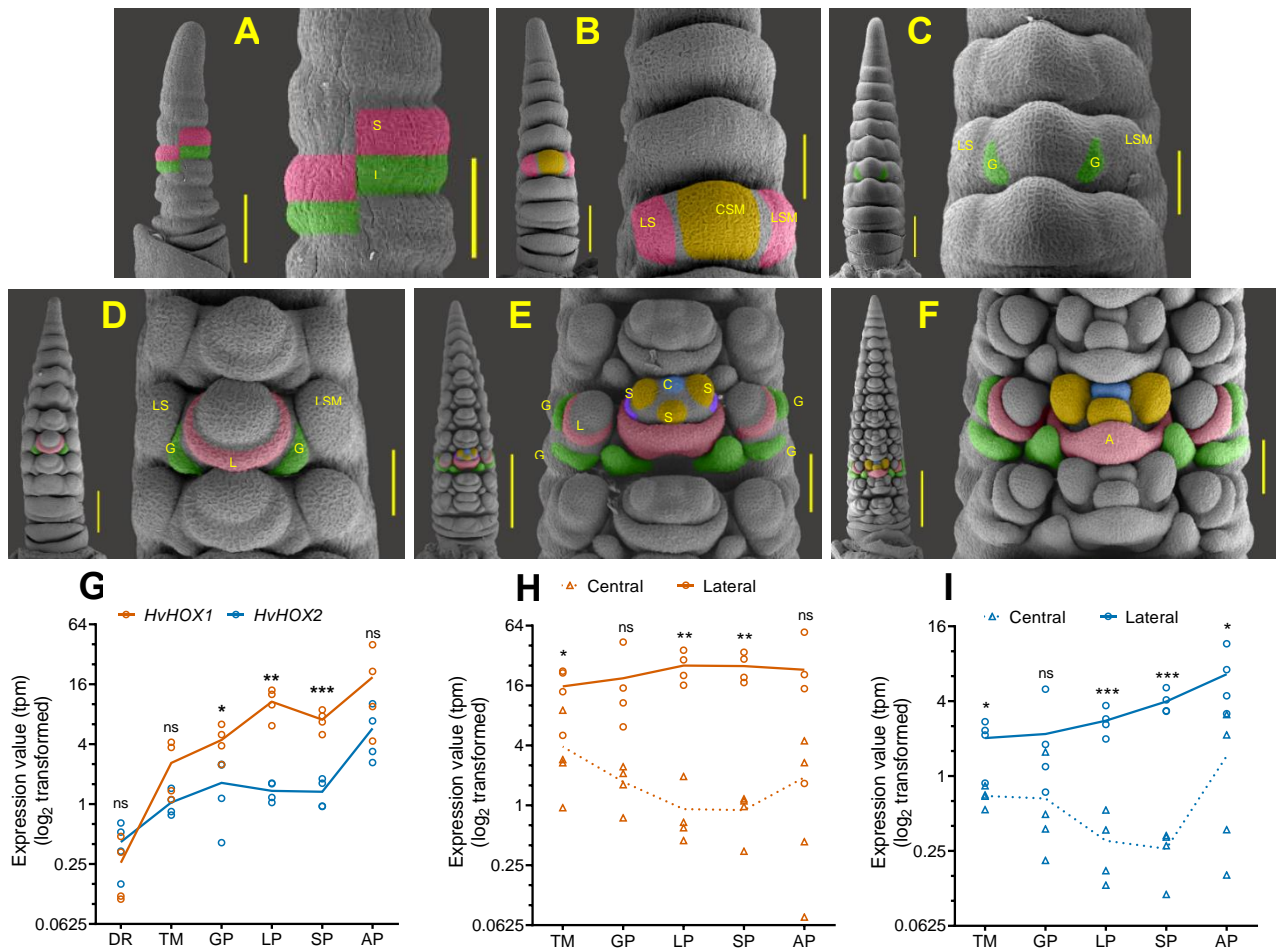 A
S
I
B
LS
CSM
LSM
C
LS
G
G
LSM
D
LS
LSM
G
G
L
E
C
S
S
S
G
G
L
G
G
F
A
G
HvHOX1 HvHOX2
Expression value (tpm)
(log2 transformed)
64
16
4
1
0.25
0.0625
ns
ns
*
**
***
ns
DR TM GP LP SP AP
H
Central Lateral
Expression value (tpm)
(log2 transformed)
64
16
4
1
0.25
0.0625
*
ns
**
**
ns
TM GP LP SP AP
I
Central Lateral
Expression value (tpm)
(log2 transformed)
16
4
1
0.25
0.0625
*
ns
***
***
*
TM GP LP SP AP